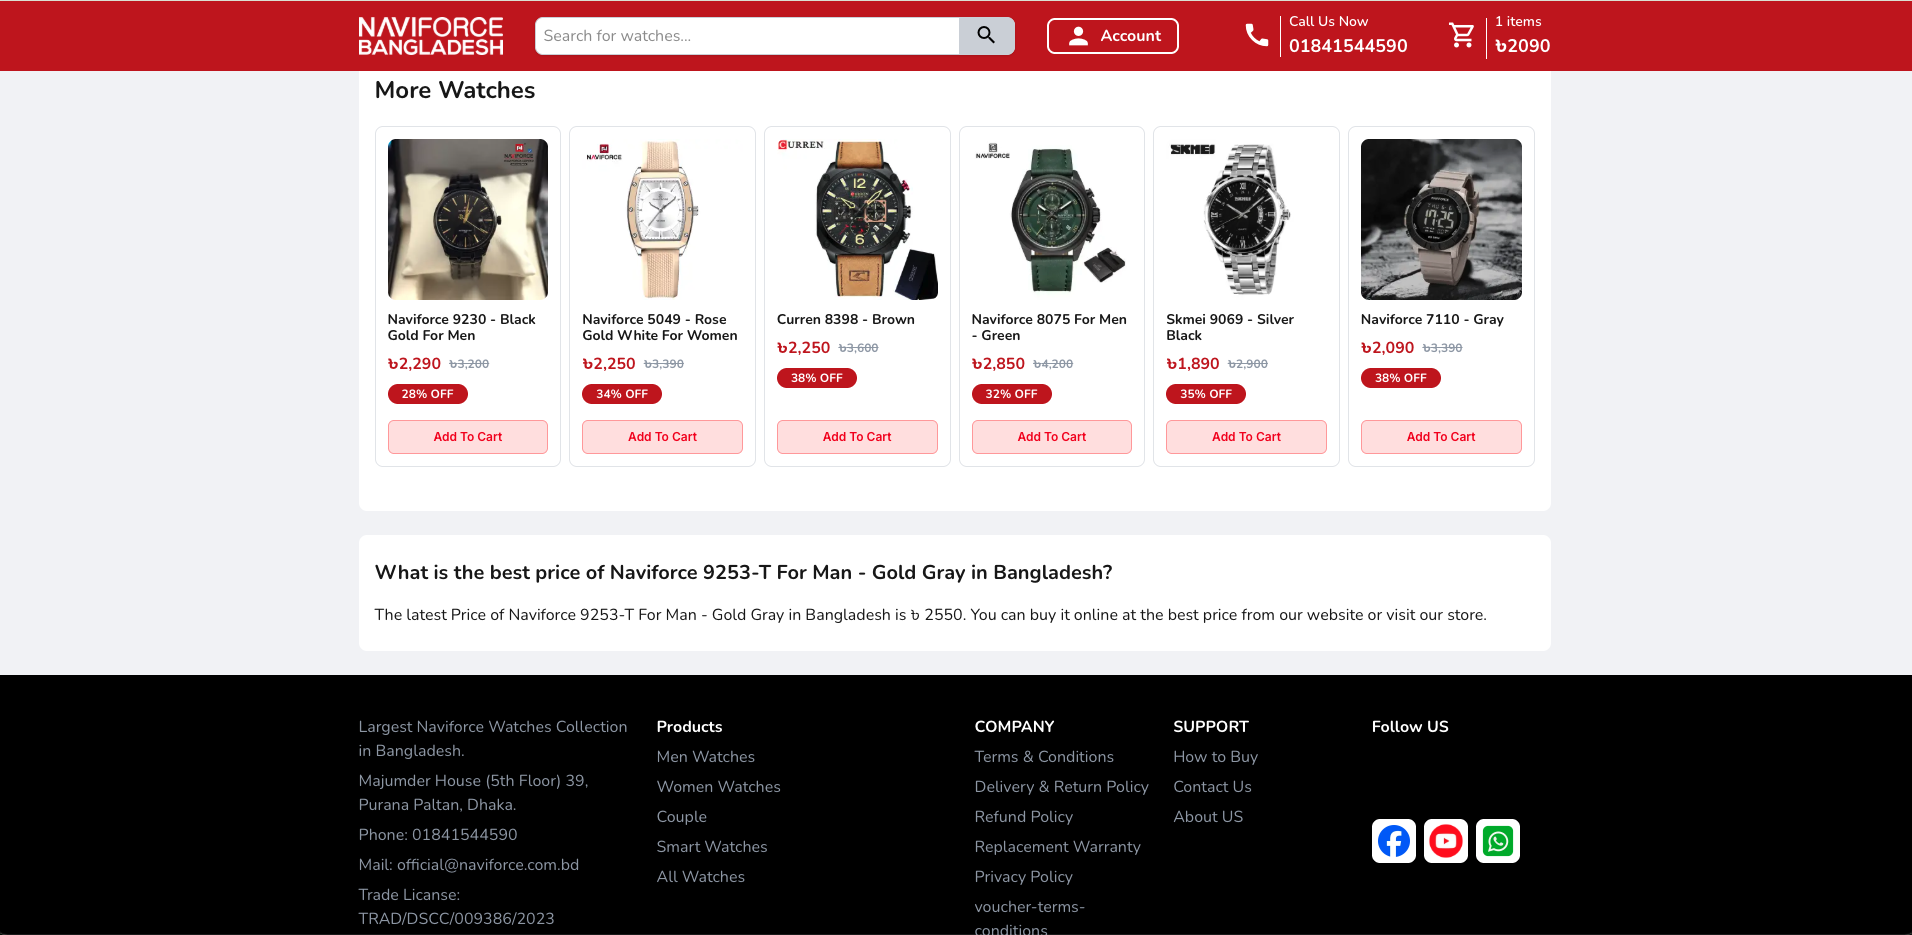 NAVIFORCE
BANGLADESH
Search for watches...
Account
Call Us Now
01841544590
1 items
৳2090
More Watches
NAVIFORCE
NAVIFORCE
CURREN
NAVIFORCE
SKMEI
Naviforce 9230 - Black
Gold For Men
৳2,290 ৳3,200
28% OFF
Add To Cart
Naviforce 5049 - Rose
Gold White For Women
৳2,250 ৳3,390
34% OFF
Add To Cart
Curren 8398 - Brown
৳2,250 ৳3,600
38% OFF
Add To Cart
Naviforce 8075 For Men
- Green
৳2,850 ৳4,200
32% OFF
Add To Cart
Skmei 9069 - Silver
Black
৳1,890 ৳2,900
35% OFF
Add To Cart
Naviforce 7110 - Gray
৳2,090 ৳3,390
38% OFF
Add To Cart
What is the best price of Naviforce 9253-T For Man - Gold Gray in Bangladesh?
The latest Price of Naviforce 9253-T For Man - Gold Gray in Bangladesh is ৳ 2550. You can buy it online at the best price from our website or visit our store.
Largest Naviforce Watches Collection
in Bangladesh.
Majumder House (5th Floor) 39,
Purana Paltan, Dhaka.
Phone: 01841544590
Mail: official@naviforce.com.bd
Trade Licanse:
TRAD/DSCC/009386/2023
Products
Men Watches
Women Watches
Couple
Smart Watches
All Watches
COMPANY
Terms & Conditions
Delivery & Return Policy
Refund Policy
Replacement Warranty
Privacy Policy
voucher-terms-
conditions
SUPPORT
How to Buy
Contact Us
About US
Follow US